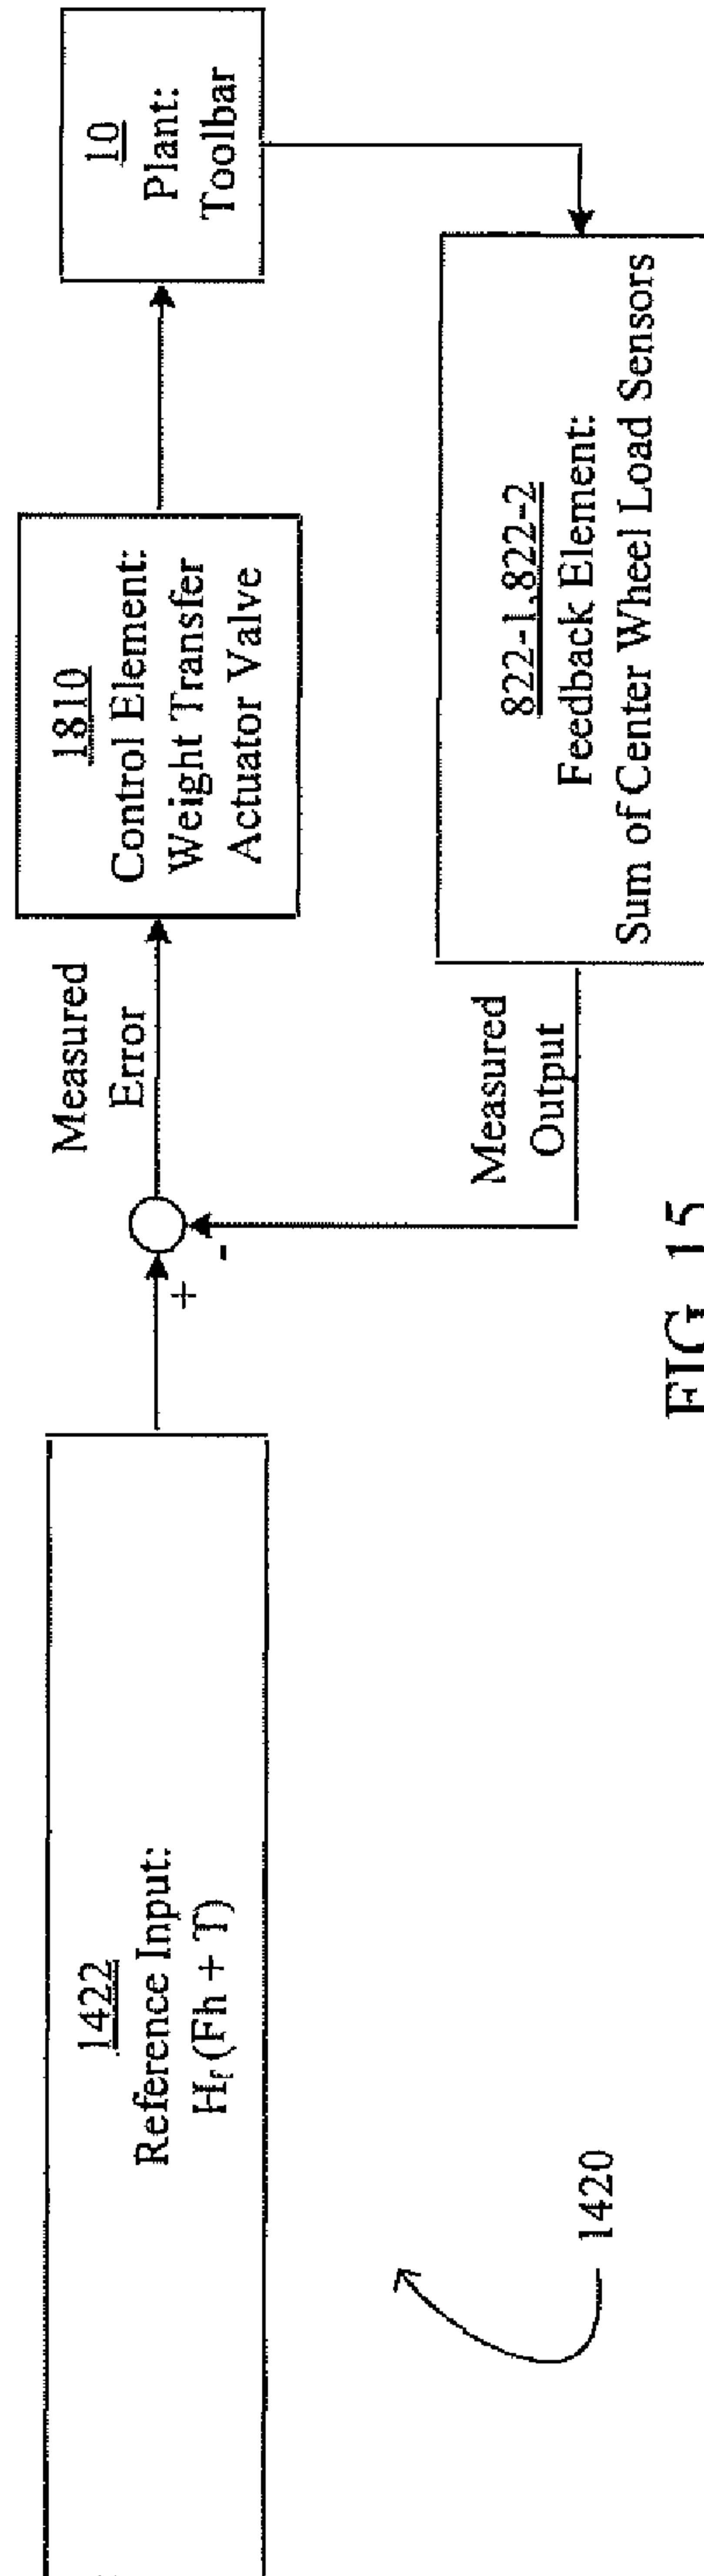 1422
Reference Input:
H_f (Fh + T)
+
-
Measured
Error
1810
Control Element:
Weight Transfer
Actuator Valve
10
Plant:
Toolbar
822-1,822-2
Feedback Element:
Sum of Center Wheel Load Sensors
Measured
Output
1420
FIG. 15